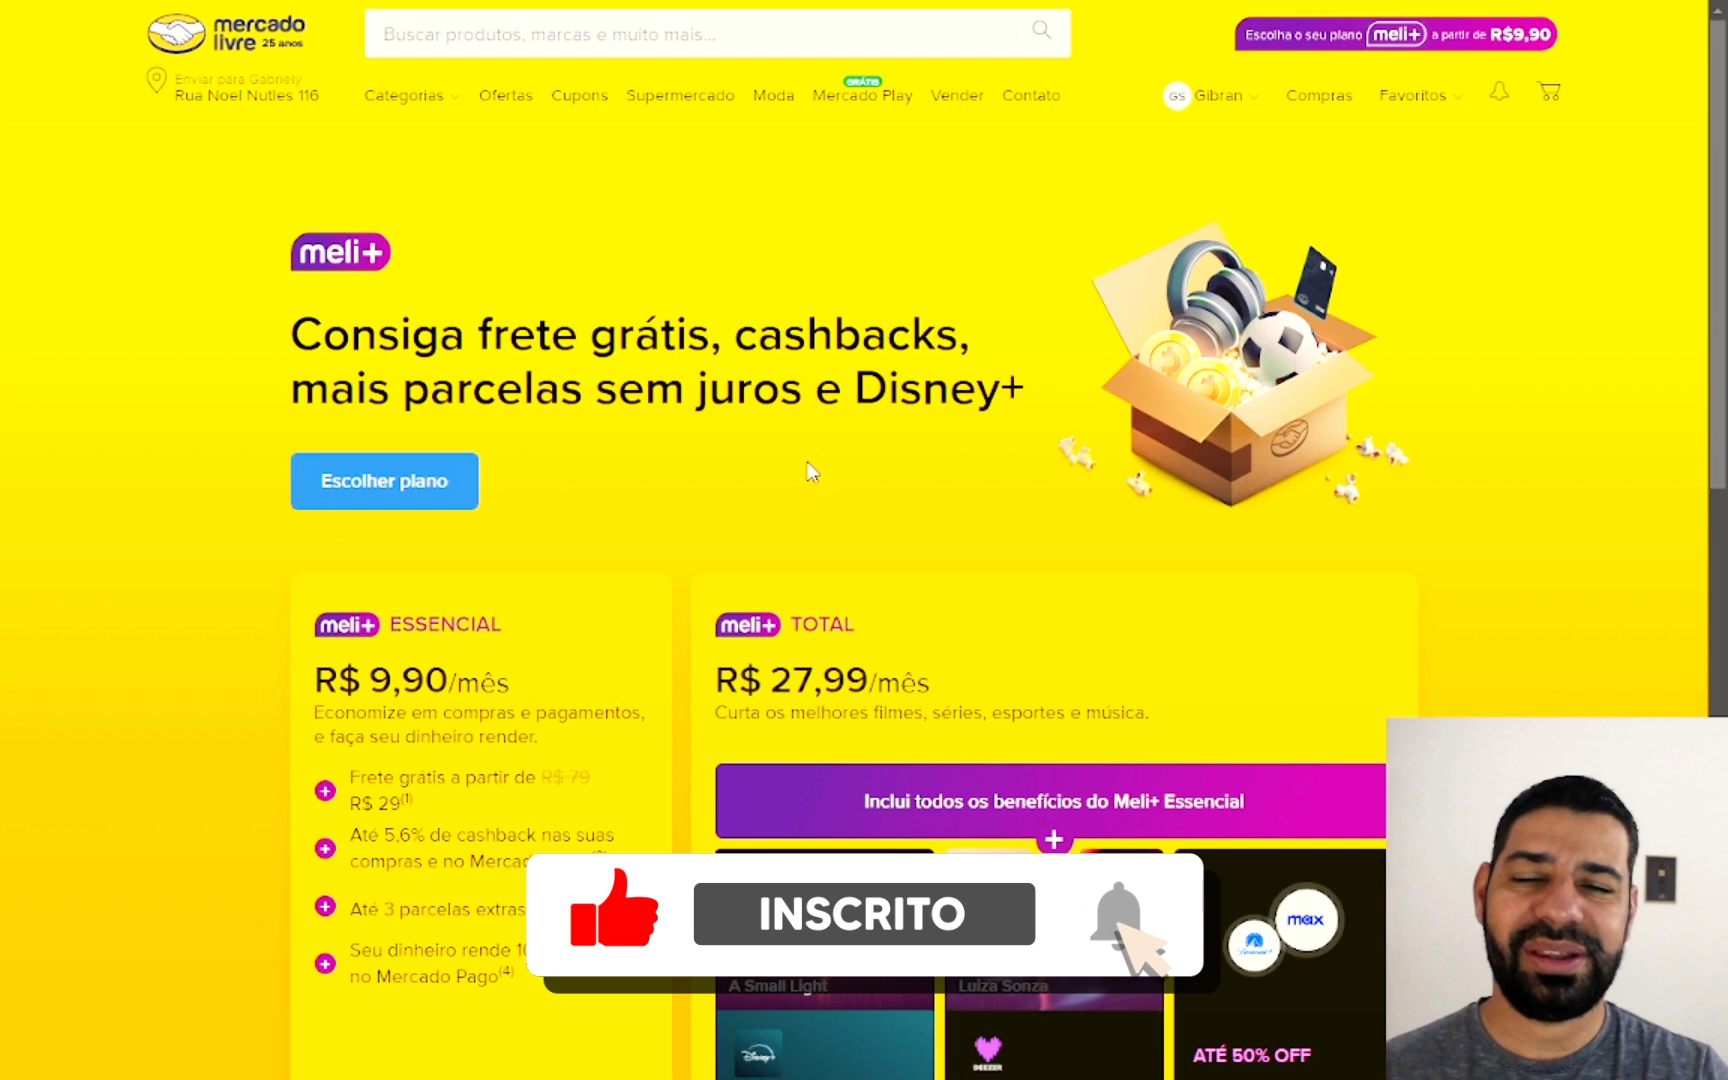 mercado
livre 25 anos
Buscar produtos, marcas e muito mais...
Escolha o seu plano meli+ a partir de R$9,90
Enviar para Gabriely
Rua Noel Nutles 116
Categorias
Ofertas
Cupons
Supermercado
Moda
GRÁTIS
Mercado Play
Vender
Contato
GS
Gibran
Compras
Favoritos
meli+
Consiga frete grátis, cashbacks,
mais parcelas sem juros e Disney+
Escolher plano
meli+ ESSENCIAL
R$ 9,90/mês
Economize em compras e pagamentos,
e faça seu dinheiro render.
Frete grátis a partir de R$ 79
R$ 29(1)
Até 5,6% de cashback nas suas
compras e no Merca
Até 3 parcelas extras
Seu dinheiro rende
no Mercado Pago(4)
meli+ TOTAL
R$ 27,99/mês
Curta os melhores filmes, séries, esportes e música.
Inclui todos os benefícios do Meli+ Essencial
INSCRITO
A Small Light
Disney+
Luiza Sonza
DEEZER
Paramount+
max
ATÉ 50% OFF